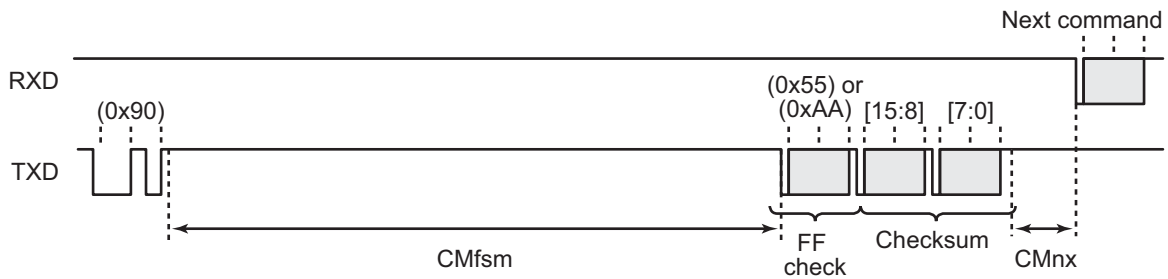 Next command
RXD
(0x55) or
(0x90)
(0xAA)
[15:8]
[7:0]
TXD
CMfsm
FF
check
Checksum
CMnx